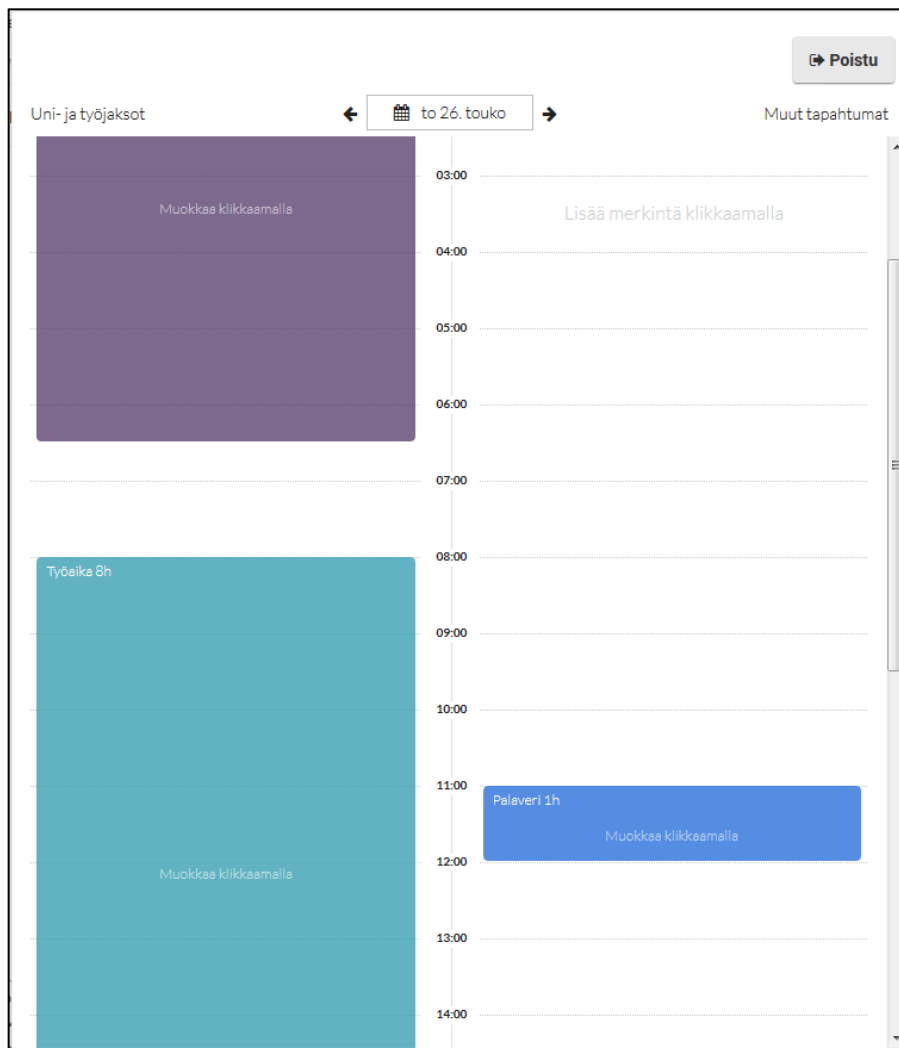 Poistu
Uni- ja työjaksot
to 26. touko
Muut tapahtumat
03:00
Muokkaa klikkaamalla
Lisää merkintä klikkaamalla
04:00
05:00
06:00
07:00
08:00
Työaika 8h
09:00
10:00
11:00
Palaveri 1h
Muokkaa klikkaamalla
12:00
Muokkaa klikkaamalla
13:00
14:00